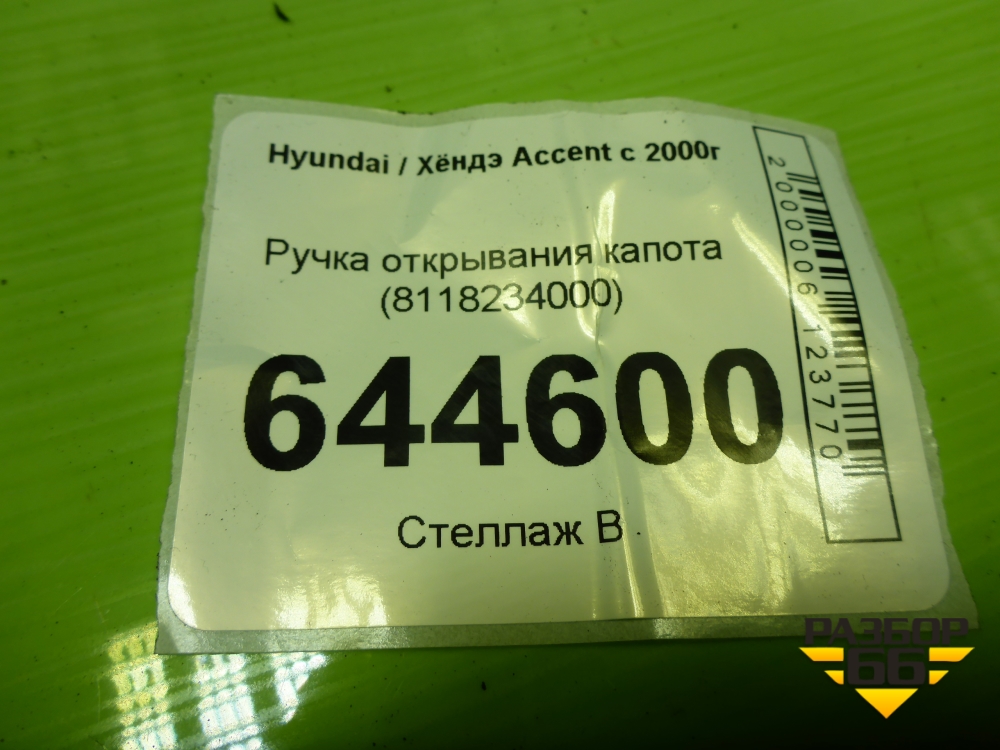 Hyundai / Хёндэ Accent с 2000г
Ручка открывания капота
(8118234000)
644600
Стеллаж В
2000006123770
РАЗБОР
66